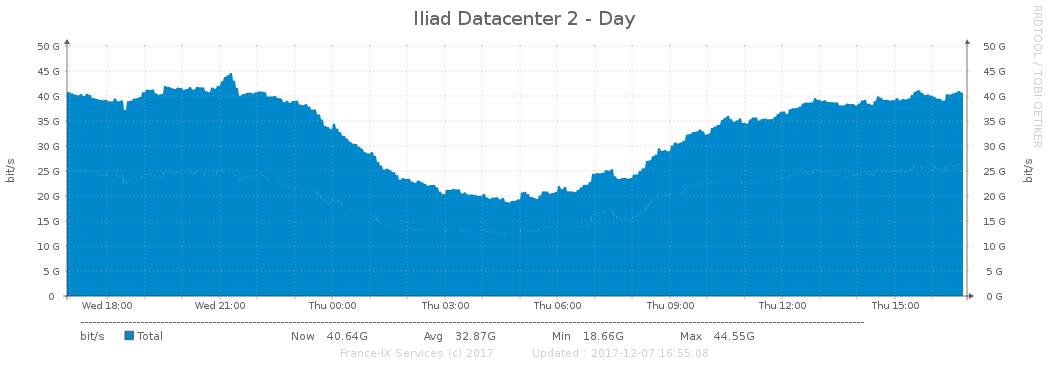 Iliad Datacenter 2 - Day
RRDTOOL / TOBI OETIKER
50 G 50 G
45 G 45 G
40 G 40 G
35 G 35 G
30 G 30 G
25 G 25 G
20 G 20 G
15 G 15 G
10 G 10 G
5 G 5 G
0 0 G
bit/s bit/s
Wed 18:00 Wed 21:00 Thu 00:00 Thu 03:00 Thu 06:00 Thu 09:00 Thu 12:00 Thu 15:00
bit/s Total Now 40.64G Avg 32.87G Min 18.66G Max 44.55G
France-IX Services (c) 2017 Updated : 2017-12-07 16:55:08